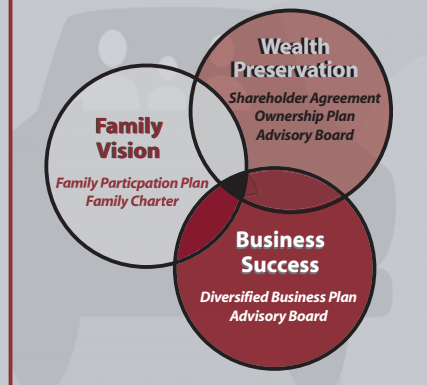 Wealth
Preservation
Shareholder Agreement
Ownership Plan
Advisory Board
Family
Vision
Family Particpation Plan
Family Charter
Business
Success
Diversified Business Plan
Advisory Board